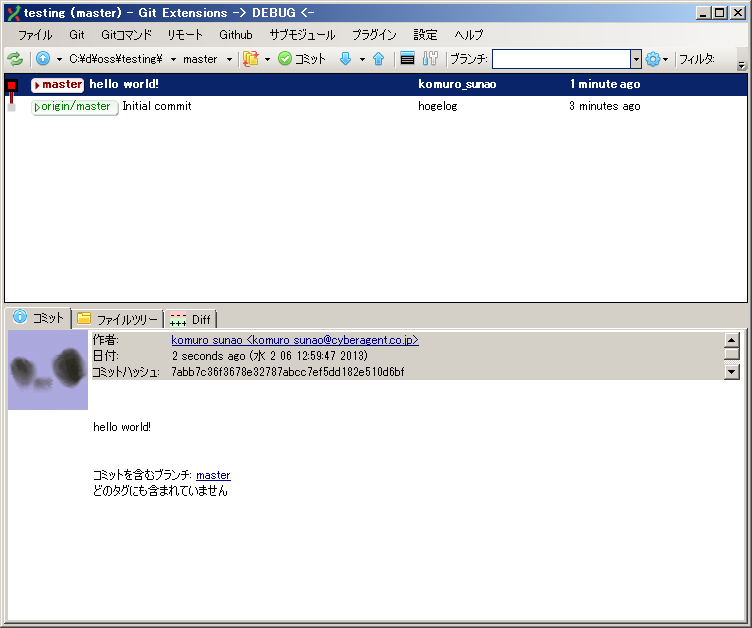 testing (master) - Git Extensions -> DEBUG <-
ファイル Git Gitコマンド リモート Github サブモジュール プラグイン 設定 ヘルプ
C:¥d¥oss¥testing¥ master コミット ブランチ: フィルタ:
master hello world! komuro_sunao 1 minute ago
origin/master Initial commit hogelog 3 minutes ago
コミット ファイルツリー Diff
作者: komuro sunao <komuro sunao@cyberagent.co.jp>
日付: 2 seconds ago (水 2 06 12:59:47 2013)
コミットハッシュ: 7abb7c36f3678e32787abcc7ef5dd182e510d6bf
hello world!
コミットを含むブランチ: master
どのタグにも含まれていません